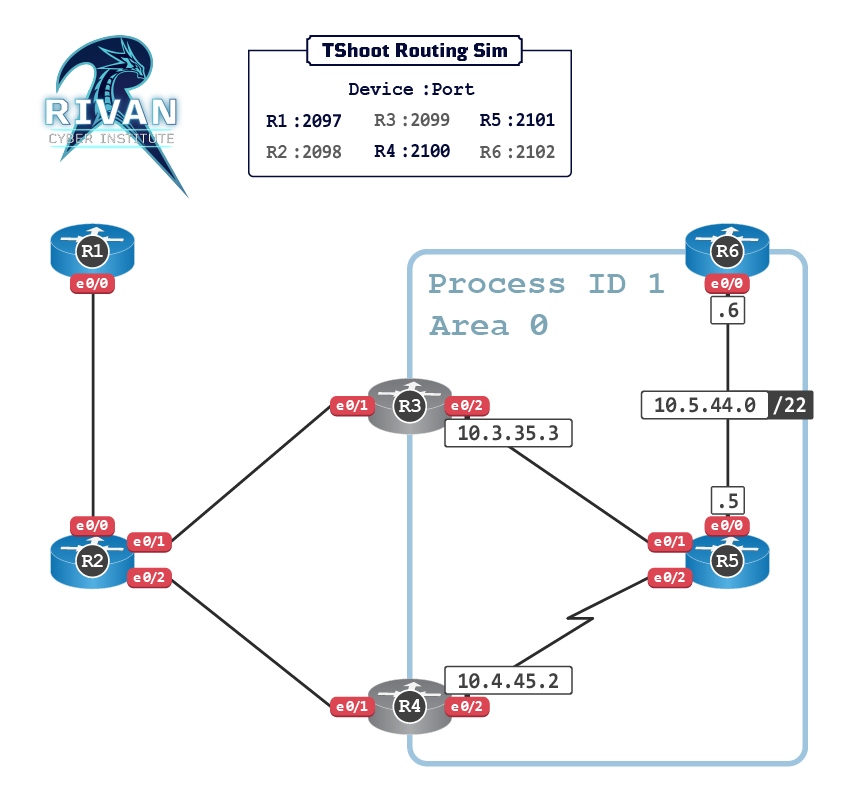 TShoot Routing Sim
Device :Port
R1 :2097 R3 :2099 R5 :2101
R2 :2098 R4 :2100 R6 :2102
RIVAN
CYBER INSTITUTE
R1
e0/0
R6
e0/0
.6
Process ID 1
Area 0
R3
e0/1
e0/2
10.3.35.3
10.5.44.0 /22
.5
e0/0
e0/0
R2
e0/1
e0/2
e0/1
e0/2
R5
10.4.45.2
e0/1
R4
e0/2